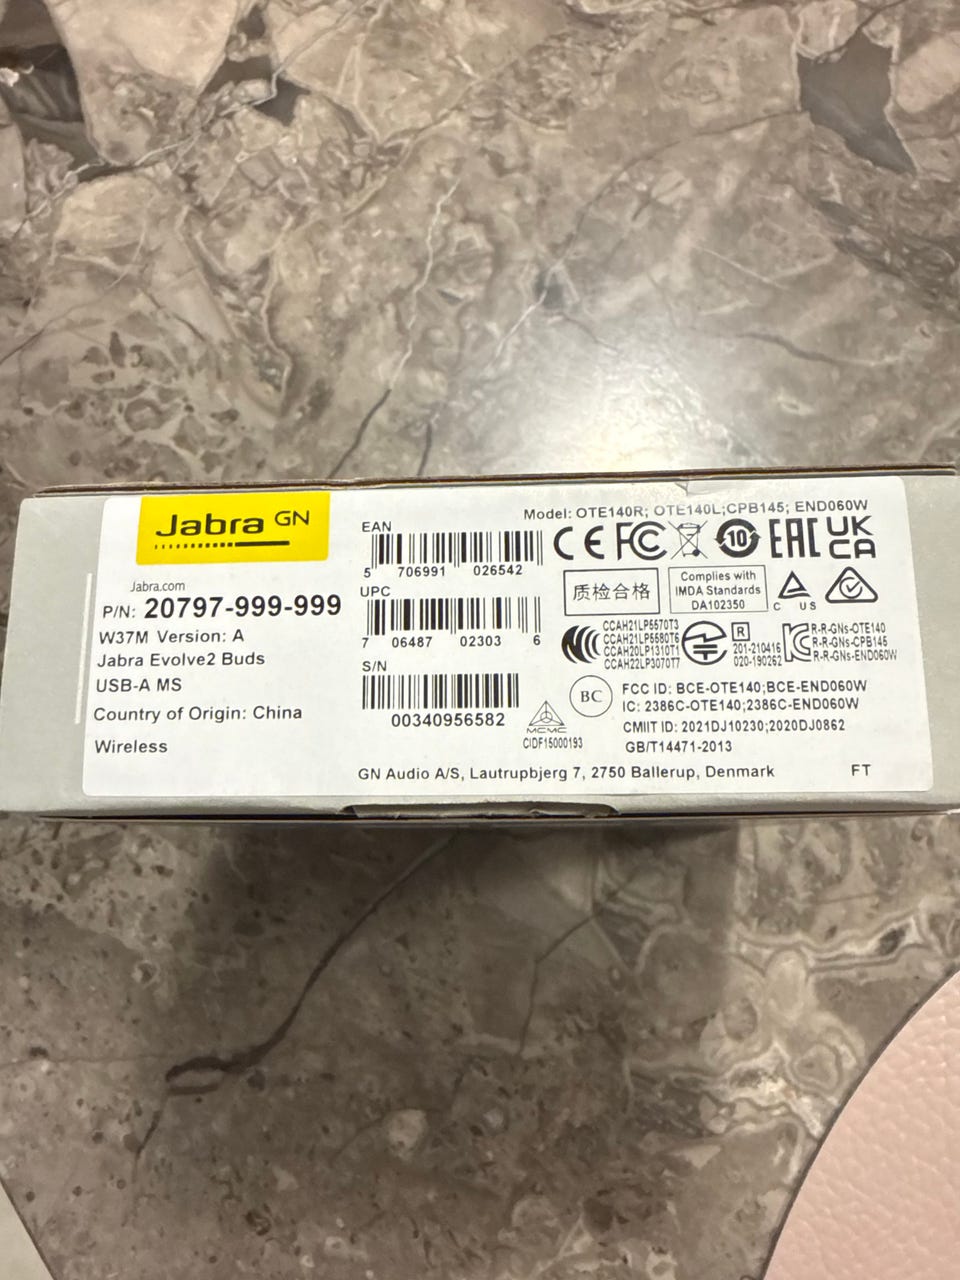 Jabra GN
Jabra.com
P/N: 20797-999-999
W37M Version: A
Jabra Evolve2 Buds
USB-A MS
Country of Origin: China
Wireless
EAN
5 706991 026542
UPC
7 06487 02303 6
S/N
00340956582
Model: OTE140R; OTE140L;CPB145; END060W
CE FC 10 EAC UK CA
质检合格
Complies with
IMDA Standards
DA102350
C US
CCAH21LP5570T3
CCAH21LP5580T6
CCAH20LP1310T1
CCAH22LP3070T7
R
201-210416
020-190262
R-R-GNs-OTE140
R-R-GNs-CPB145
R-R-GNs-END060W
MCMC
CIDF15000193
BC
FCC ID: BCE-OTE140;BCE-END060W
IC: 2386C-OTE140;2386C-END060W
CMIIT ID: 2021DJ10230;2020DJ0862
GB/T14471-2013
GN Audio A/S, Lautrupbjerg 7, 2750 Ballerup, Denmark
FT